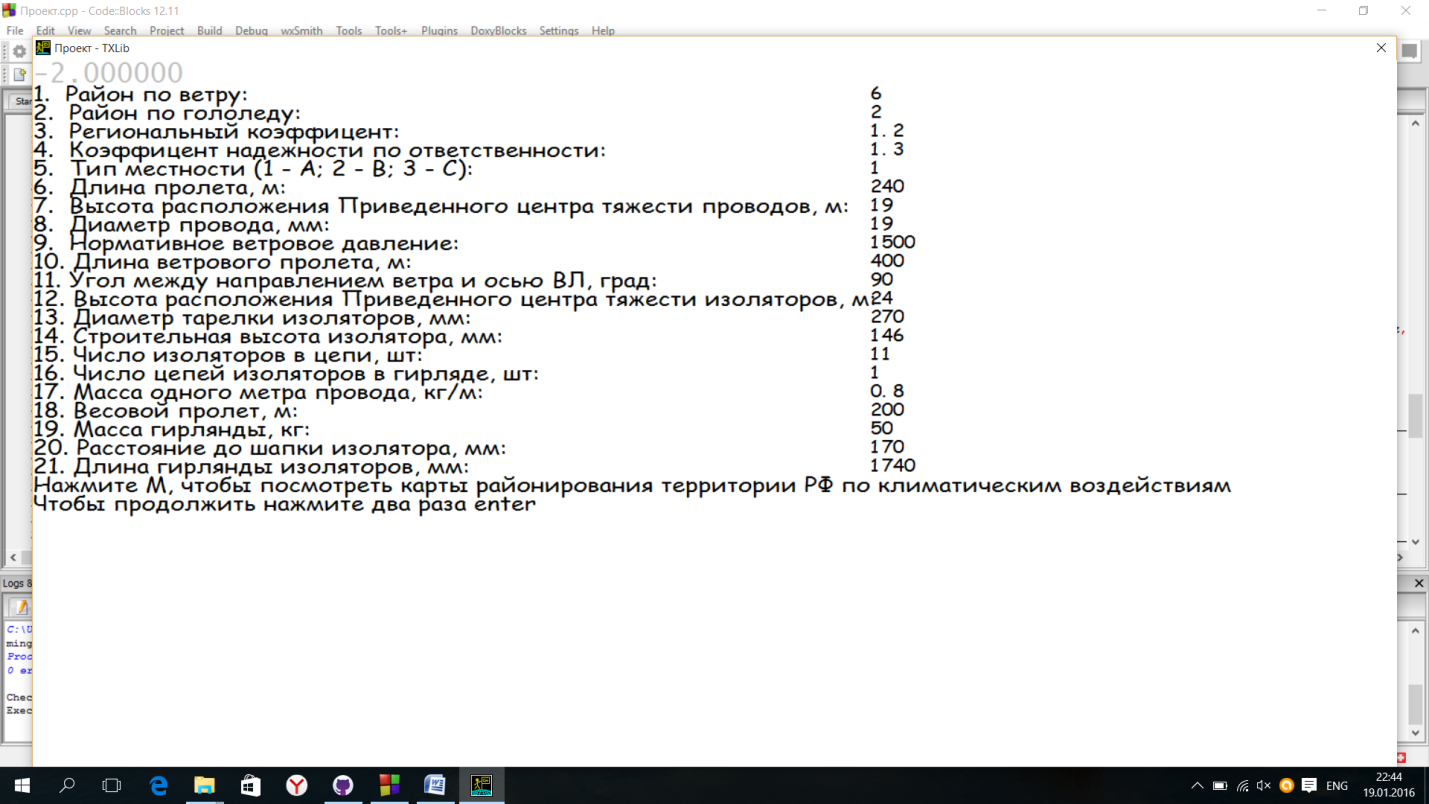 Проект.cpp - Code::Blocks 12.11
File Edit View Search Project Build Debug wxSmith Tools Tools+ Plugins DoxyBlocks Settings Help
Проект - TXLib
-2.000000
1. Район по ветру: 6
2. Район по гололеду: 2
3. Региональный коэффицент: 1. 2
4. Коэффицент надежности по ответственности: 1. 3
5. Тип местности (1 - А; 2 - В; 3 - С): 1
6. Длина пролета, м: 240
7. Высота расположения Приведенного центра тяжести проводов, м: 19
8. Диаметр провода, мм: 19
9. Нормативное ветровое давление: 1500
10. Длина ветрового пролета, м: 400
11. Угол между направлением ветра и осью ВЛ, град: 90
12. Высота расположения Приведенного центра тяжести изоляторов, м: 24
13. Диаметр тарелки изоляторов, мм: 270
14. Строительная высота изолятора, мм: 146
15. Число изоляторов в цепи, шт: 11
16. Число цепей изоляторов в гирляде, шт: 1
17. Масса одного метра провода, кг/м: 0. 8
18. Весовой пролет, м: 200
19. Масса гирлянды, кг: 50
20. Расстояние до шапки изолятора, мм: 170
21. Длина гирлянды изоляторов, мм: 1740
Нажмите М, чтобы посмотреть карты районирования территории РФ по климатическим воздействиям
Чтобы продолжить нажмите два раза enter
Logs &
C:\U
ming
0 er
Chec
Exec
ENG
22:44
19.01.2016